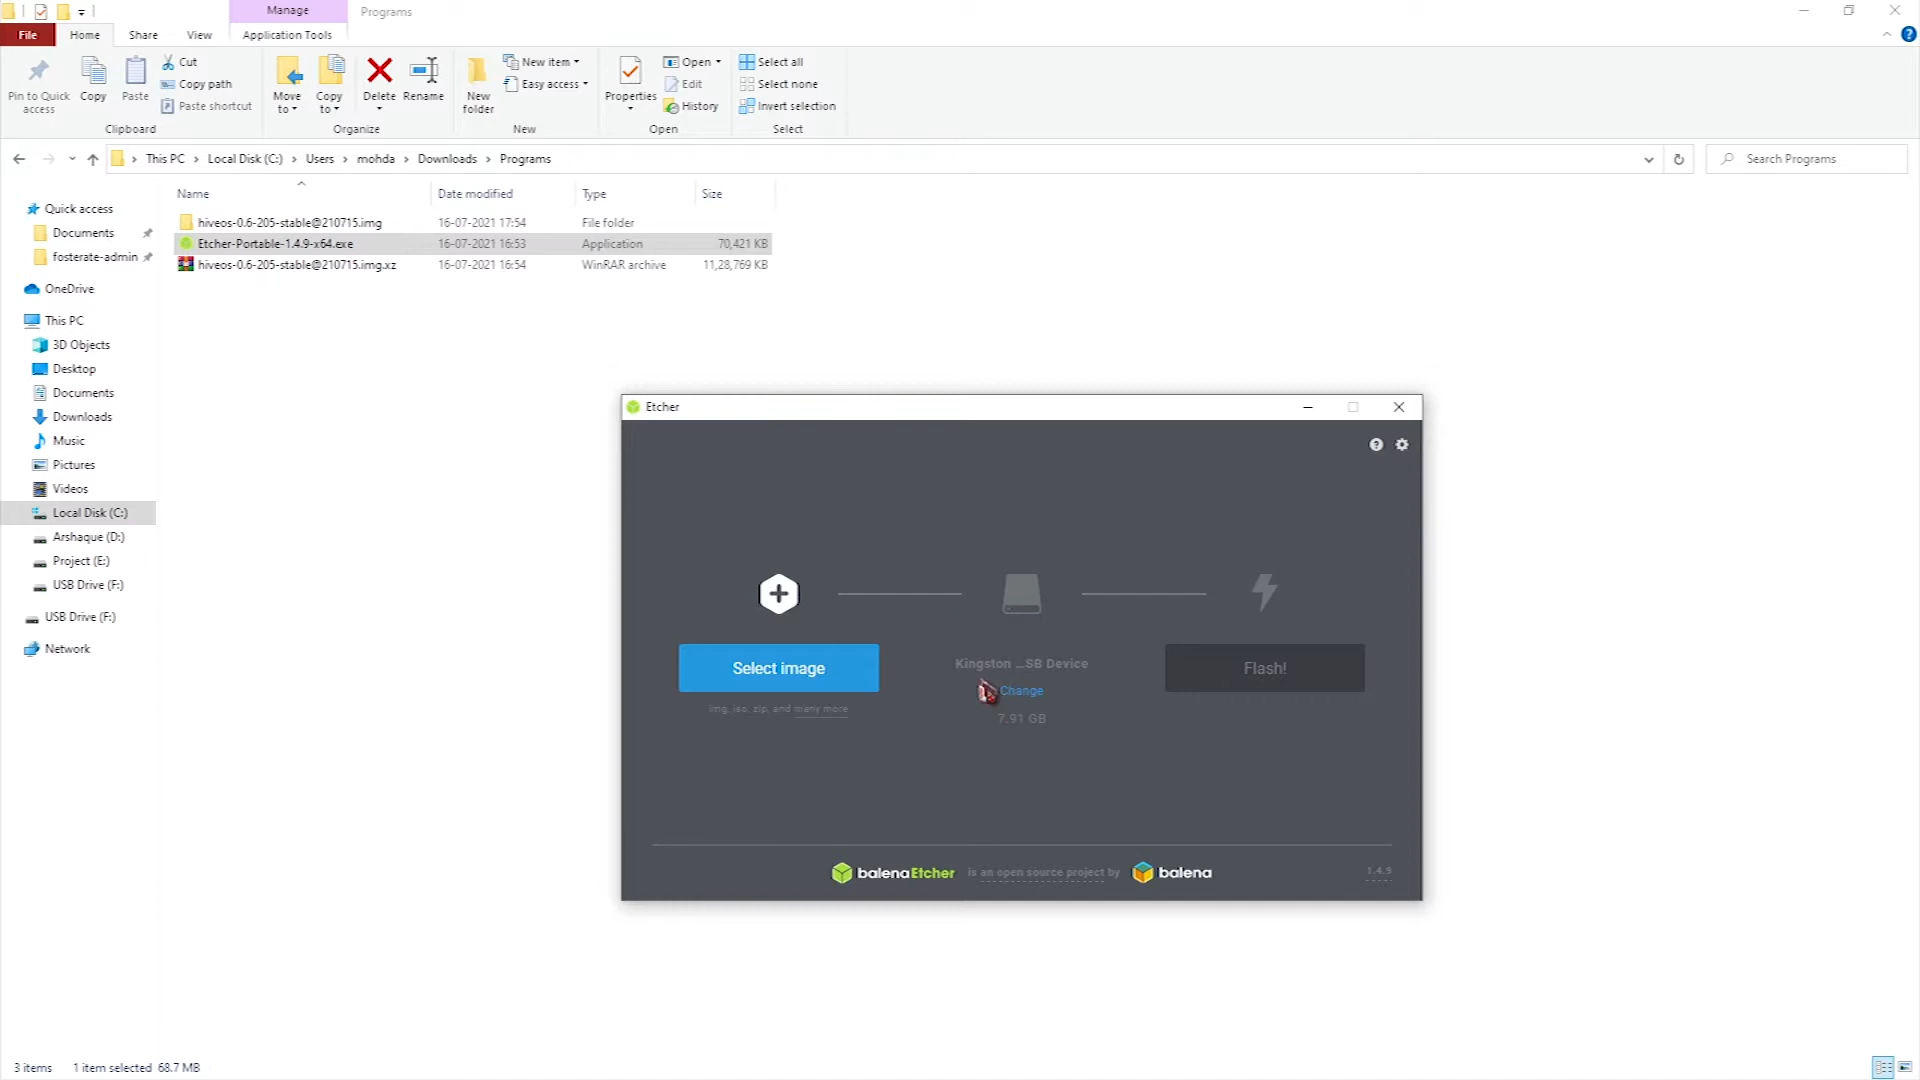 Manage
Programs
File
Home
Share
View
Application Tools
Pin to Quick access
Copy
Paste
Cut
Copy path
Paste shortcut
Clipboard
Move to
Copy to
Delete
Rename
Organize
New folder
New item
Easy access
New
Properties
Open
Edit
History
Open
Select all
Select none
Invert selection
Select
This PC
Local Disk (C:)
Users
mohda
Downloads
Programs
Search Programs
Name
Date modified
Type
Size
hiveos-0.6-205-stable@210715.img 16-07-2021 17:54 File folder
Etcher-Portable-1.4.9-x64.exe 16-07-2021 16:53 Application 70,421 KB
hiveos-0.6-205-stable@210715.img.xz 16-07-2021 16:54 WinRAR archive 11,28,769 KB
Quick access
Documents
fosterate-admin
OneDrive
This PC
3D Objects
Desktop
Documents
Downloads
Music
Pictures
Videos
Local Disk (C:)
Arshaque (D:)
Project (E:)
USB Drive (F:)
USB Drive (F:)
Network
Etcher
Select image
img, iso, zip, and many more
Kingston ...SB Device
Change
7.91 GB
Flash!
balenaEtcher is an open source project by balena
1.4.9
3 items 1 item selected 68.7 MB